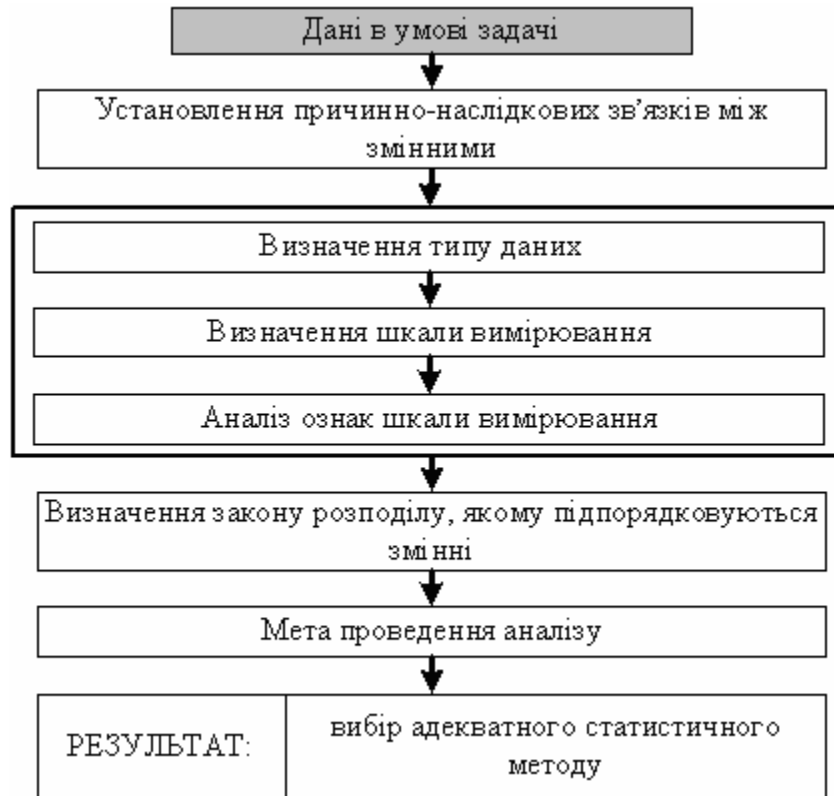 Дані в умові задачі
Установлення причинно-наслідкових зв’язків між
змінними
Визначення типу даних
Визначення шкали вимірювання
Аналіз ознак шкали вимірювання
Визначення закону розподілу, якому підпорядковуються
змінні
Мета проведення аналізу
РЕЗУЛЬТАТ:
вибір адекватного статистичного
методу